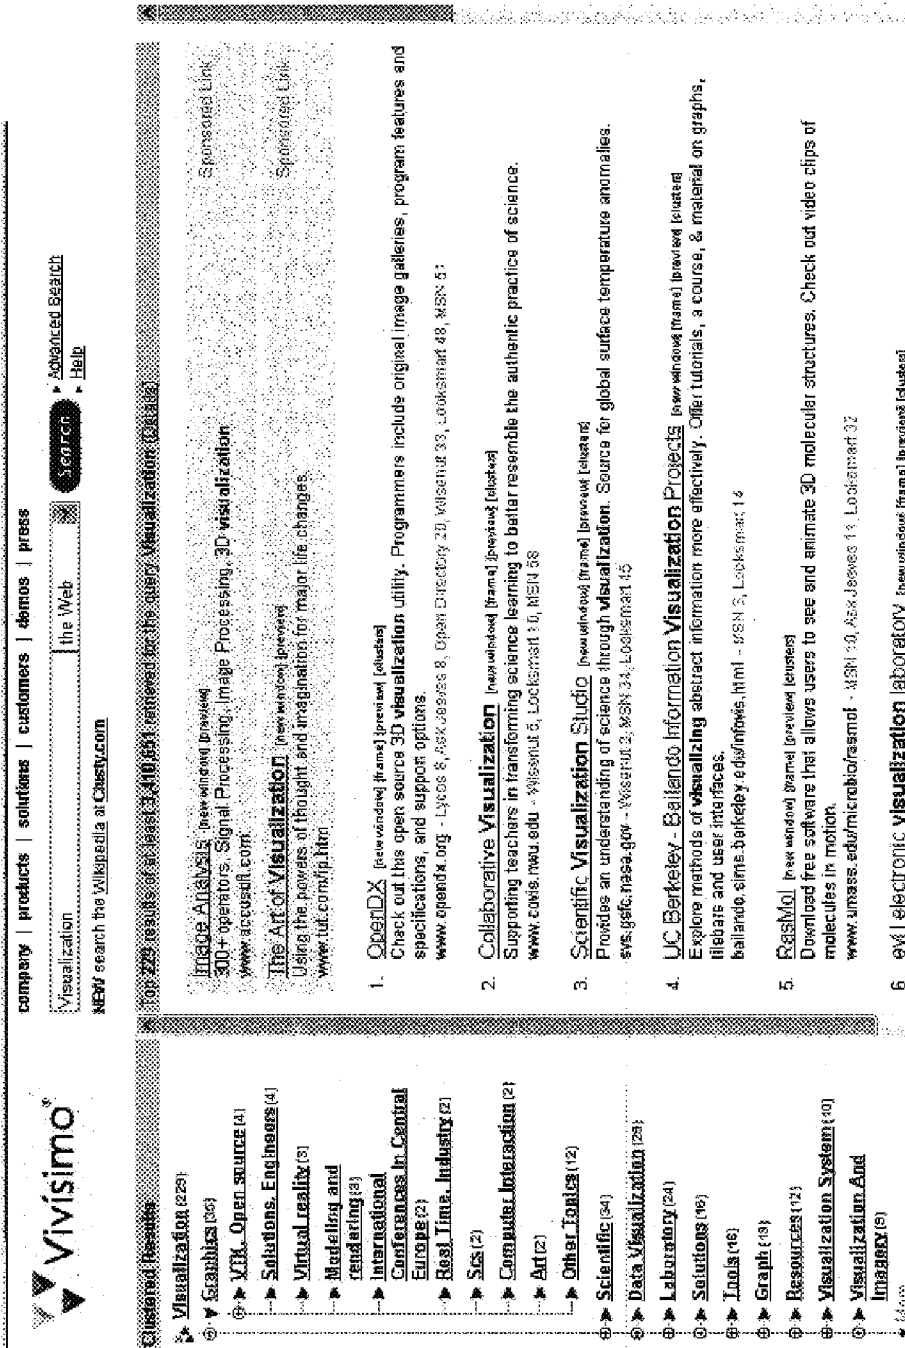 Vivísimo®
company | products | solutions | customers | demos | press
Visualization
the Web
Search
Advanced Search
Help
NEW search the Wikipedia at Clusty.com
Clustered Results
Visualization (229)
Graphics (35)
VTK, Open source (4)
Solutions, Engineers (4)
Virtual reality (3)
Modeling and
rendering (3)
International
Conferences In Central
Europe (2)
Real Time, Industry (2)
Scs (2)
Computer Interaction (2)
Art (2)
Other Topics (12)
Scientific (34)
Data Visualization (28)
Laboratory (24)
Solutions (18)
Tools (16)
Graph (13)
Resources (12)
Visualization System (10)
Visualization And
Imagery (9)
Top 229 results of at least 3,410,651 retrieved for the query Visualization (Details)
Image Analysis [new window] [preview]
Sponsored Link
300+ operators. Signal Processing, Image Processing, 3D visualization
www.accusoft.com
The Art of Visualization [new window] [preview]
Sponsored Link
Using the powers of thought and imagination for major life changes.
www.tut.com/ip.htm
1. OpenDX [new window] [frame] [preview] [clusters]
Check out this open source 3D visualization utility. Programmers include original image galleries, program features and
specifications, and support options.
www.opendx.org - Lycos 8, Ask Jeeves 8, Open Directory 20, Wisenut 33, Looksmart 48, MSN 51
2. Collaborative Visualization [new window] [frame] [preview] [clusters]
Supporting teachers in transforming science learning to better resemble the authentic practice of science.
www.covis.nwu.edu - Wisenut 5, Looksmart 10, MSN 58
3. Scientific Visualization Studio [new window] [frame] [preview] [clusters]
Provides an understanding of science through visualization. Source for global surface temperature anomalies.
svs.gsfc.nasa.gov - Wisenut 2, MSN 34, Looksmart 45
4. UC Berkeley - Bailando Information Visualization Projects [new window] [frame] [preview] [clusters]
Explore methods of visualizing abstract information more effectively. Offer tutorials, a course, & material on graphs,
filebars and user interfaces.
bailando.sims.berkeley.edu/infovis.html - MSN 3, Looksmart 14
5. RasMol [new window] [frame] [preview] [clusters]
Download free software that allows users to see and animate 3D molecular structures. Check out video clips of
molecules in motion.
www.umass.edu/microbio/rasmol - MSN 10, Ask Jeeves 11, Looksmart 32
6. evl | electronic visualization laboratory [new window] [frame] [preview] [clusters]